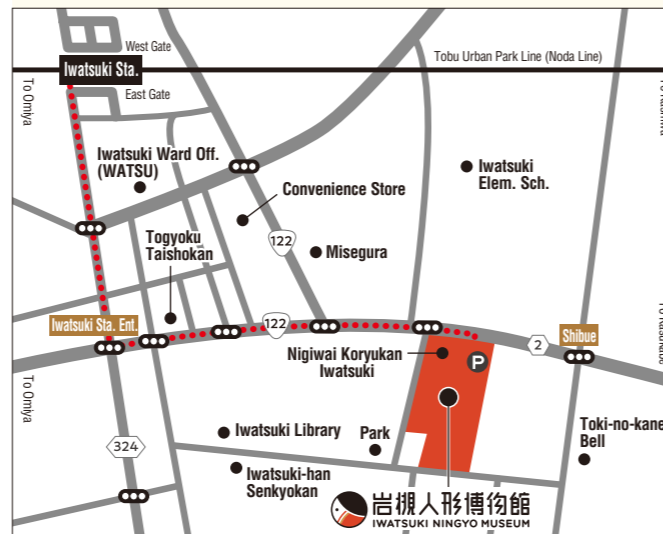 West Gate
Iwatsuki Sta.
Tobu Urban Park Line (Noda Line)
East Gate
To Omiya
Iwatsuki Ward Off.
(WATSU)
Convenience Store
Iwatsuki
Elem. Sch.
122
Misegura
Togyoku
Taishokan
Iwatsuki Sta. Ent.
122
2
Shibue
Nigiwai Koryukan
Iwatsuki
P
To Omiya
324
Iwatsuki Library
Park
Toki-no-kane
Bell
Iwatsuki-han
Senkyokan
岩槻人形博物館
IWATSUKI NINGYO MUSEUM